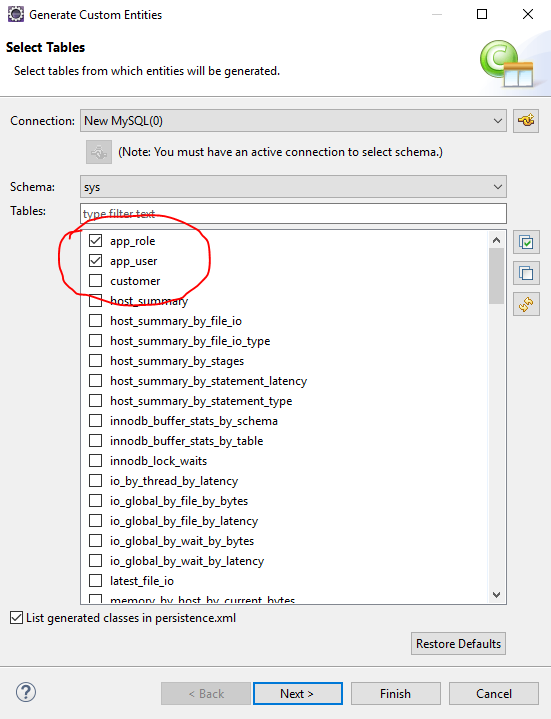 Generate Custom Entities
Select Tables
Select tables from which entities will be generated.
Connection: New MySQL(0)
(Note: You must have an active connection to select schema.)
Schema: sys
Tables: type filter text
app_role
app_user
customer
host_summary
host_summary_by_file_io
host_summary_by_file_io_type
host_summary_by_stages
host_summary_by_statement_latency
host_summary_by_statement_type
innodb_buffer_stats_by_schema
innodb_buffer_stats_by_table
innodb_lock_waits
io_by_thread_by_latency
io_global_by_file_by_bytes
io_global_by_file_by_latency
io_global_by_wait_by_bytes
io_global_by_wait_by_latency
latest_file_io
memory_by_host_by_current_bytes
List generated classes in persistence.xml
Restore Defaults
< Back Next > Finish Cancel